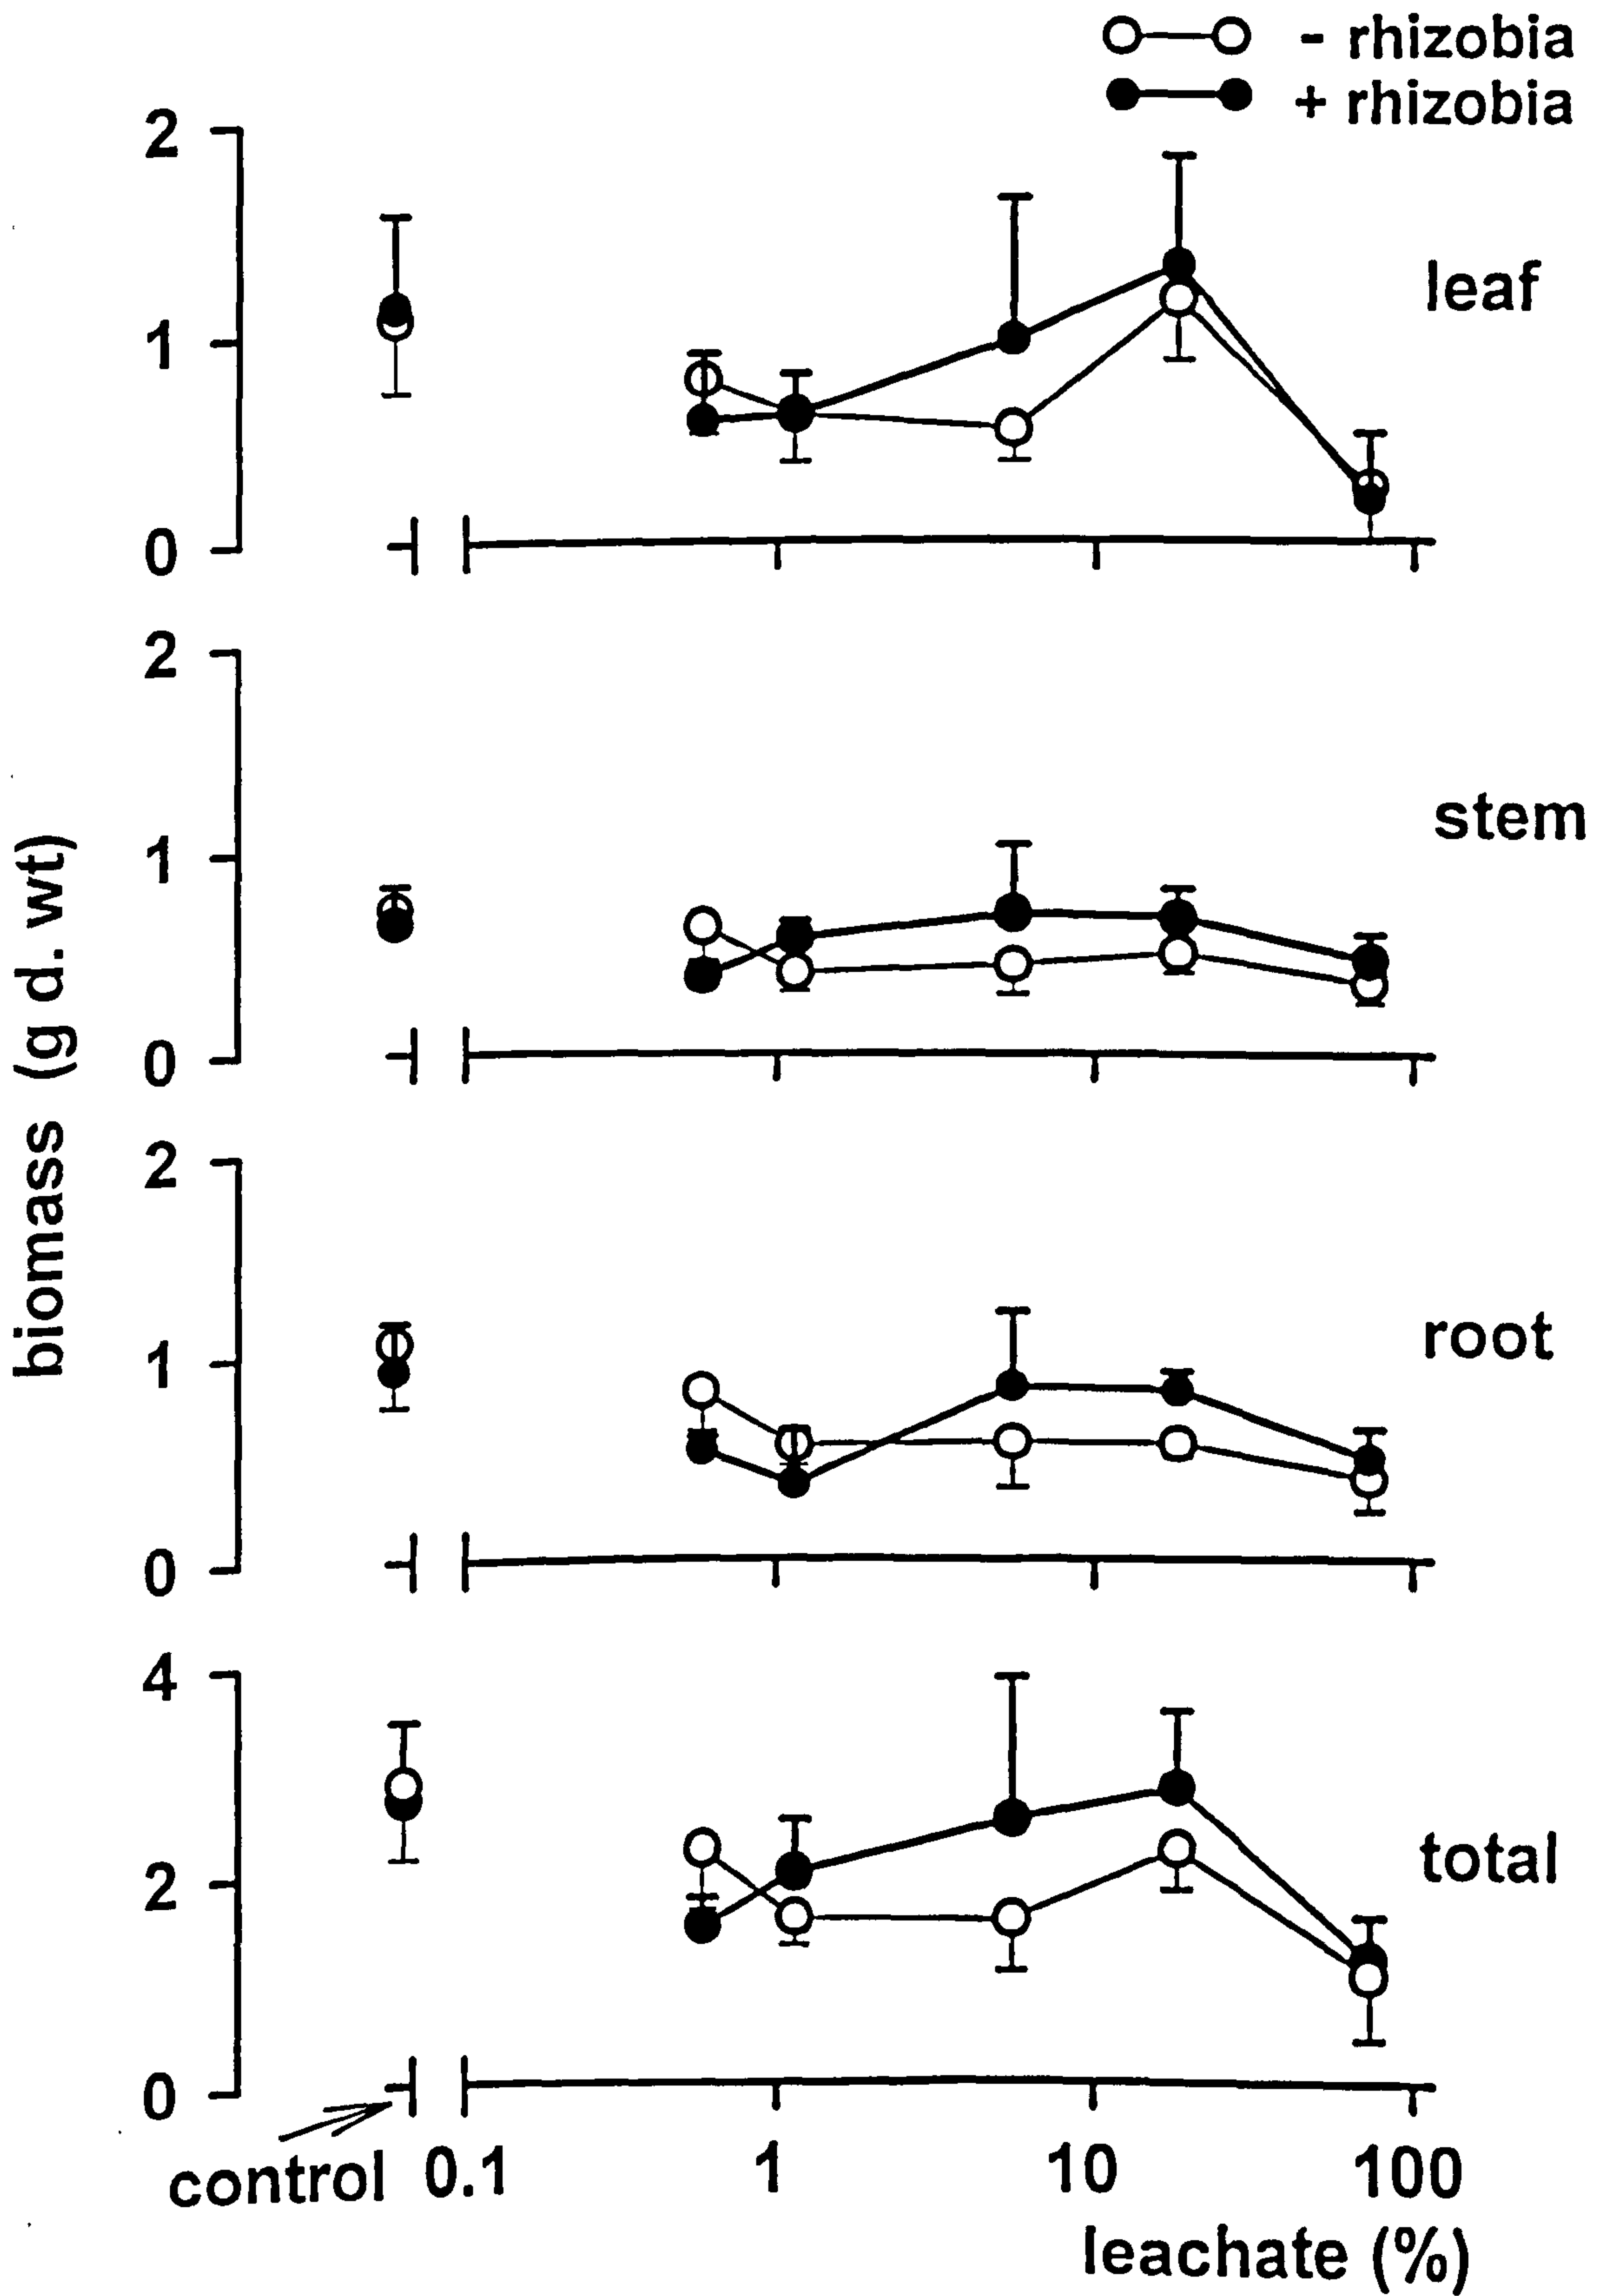 - rhizobia
+ rhizobia
2
1
0
leaf
2
1
0
stem
2
1
0
root
4
2
0
total
biomass (g d. wt)
control 0.1 1 10 100
leachate (%)